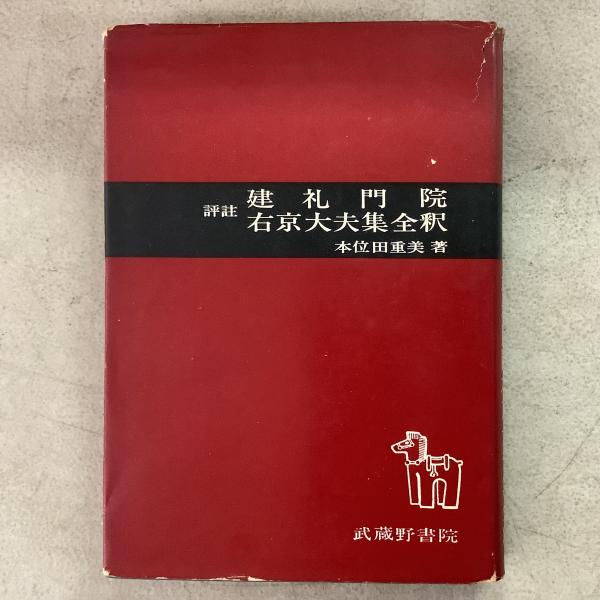 評註
建礼門院
右京大夫集全釈
本位田重美 著
武蔵野書院